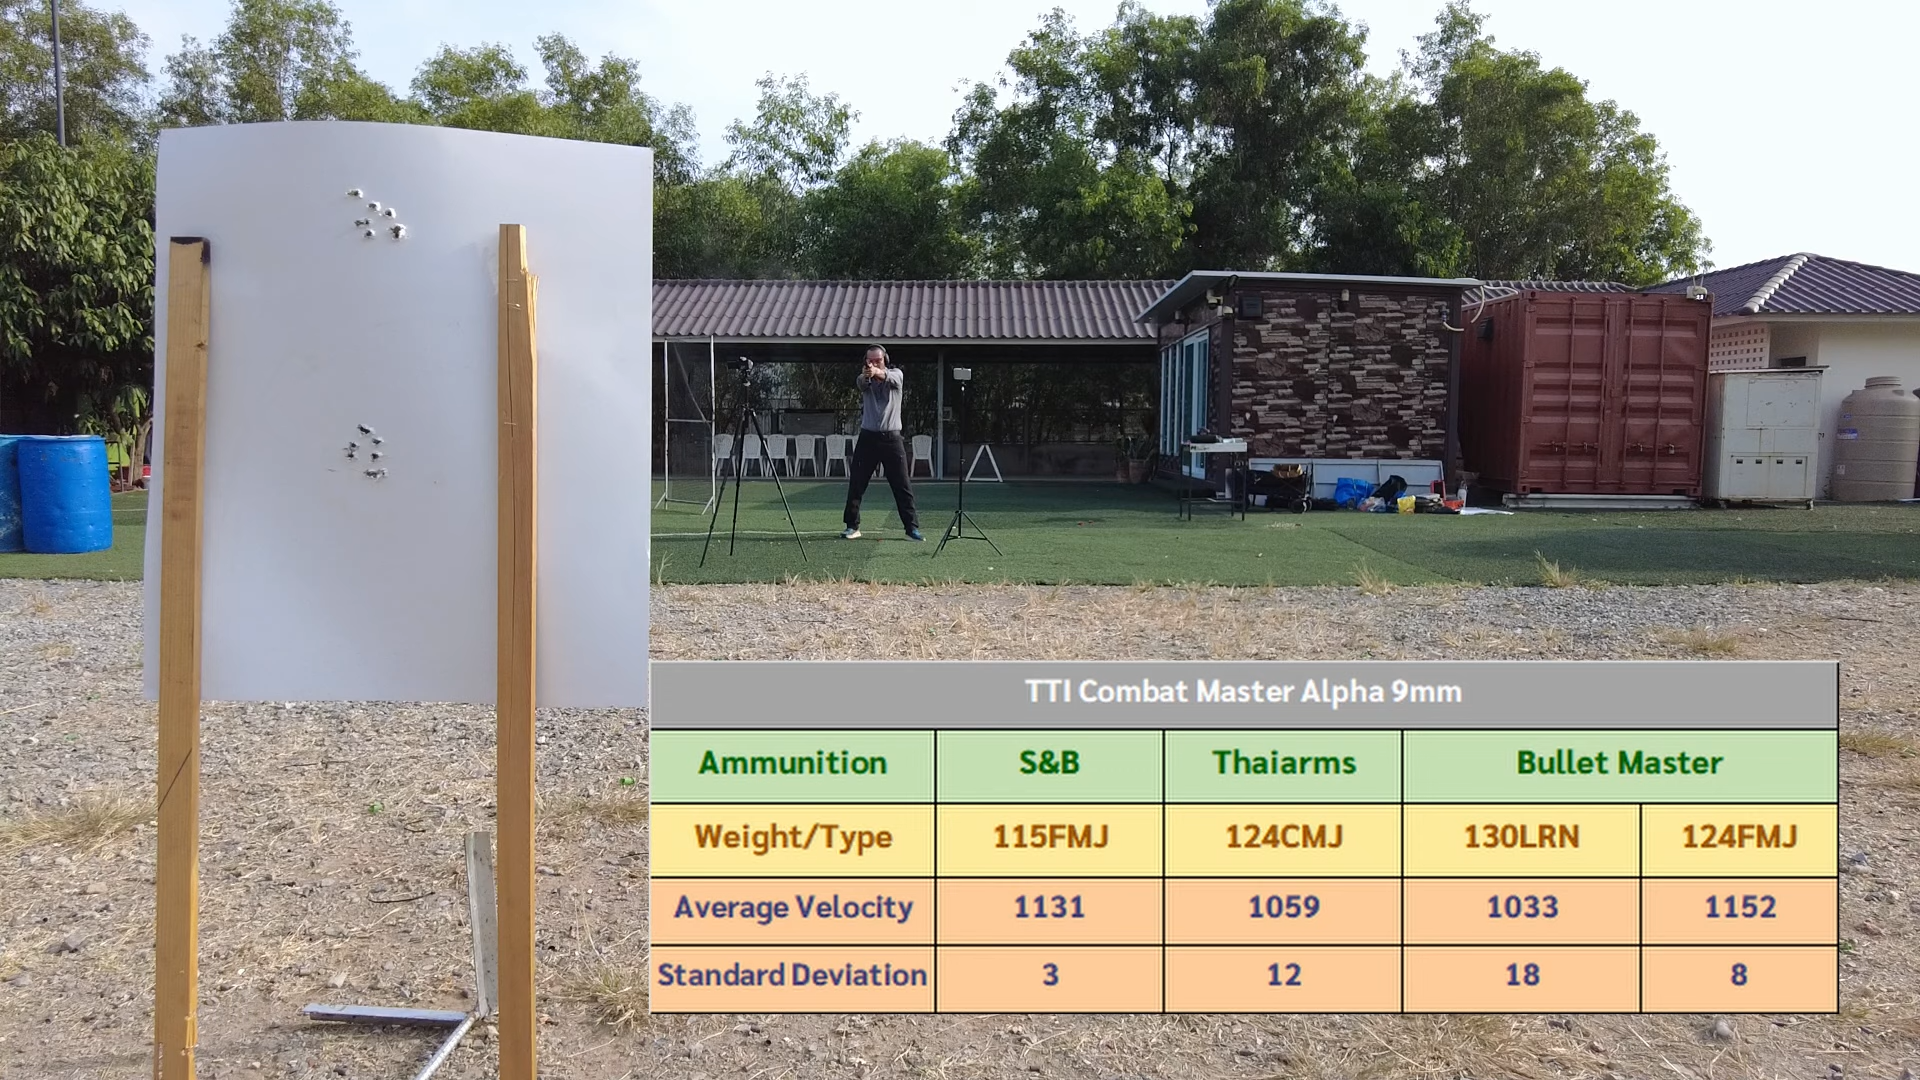 TTI Combat Master Alpha 9mm
Ammunition S&B Thaiarms Bullet Master
Weight/Type 115FMJ 124CMJ 130LRN 124FMJ
Average Velocity 1131 1059 1033 1152
Standard Deviation 3 12 18 8